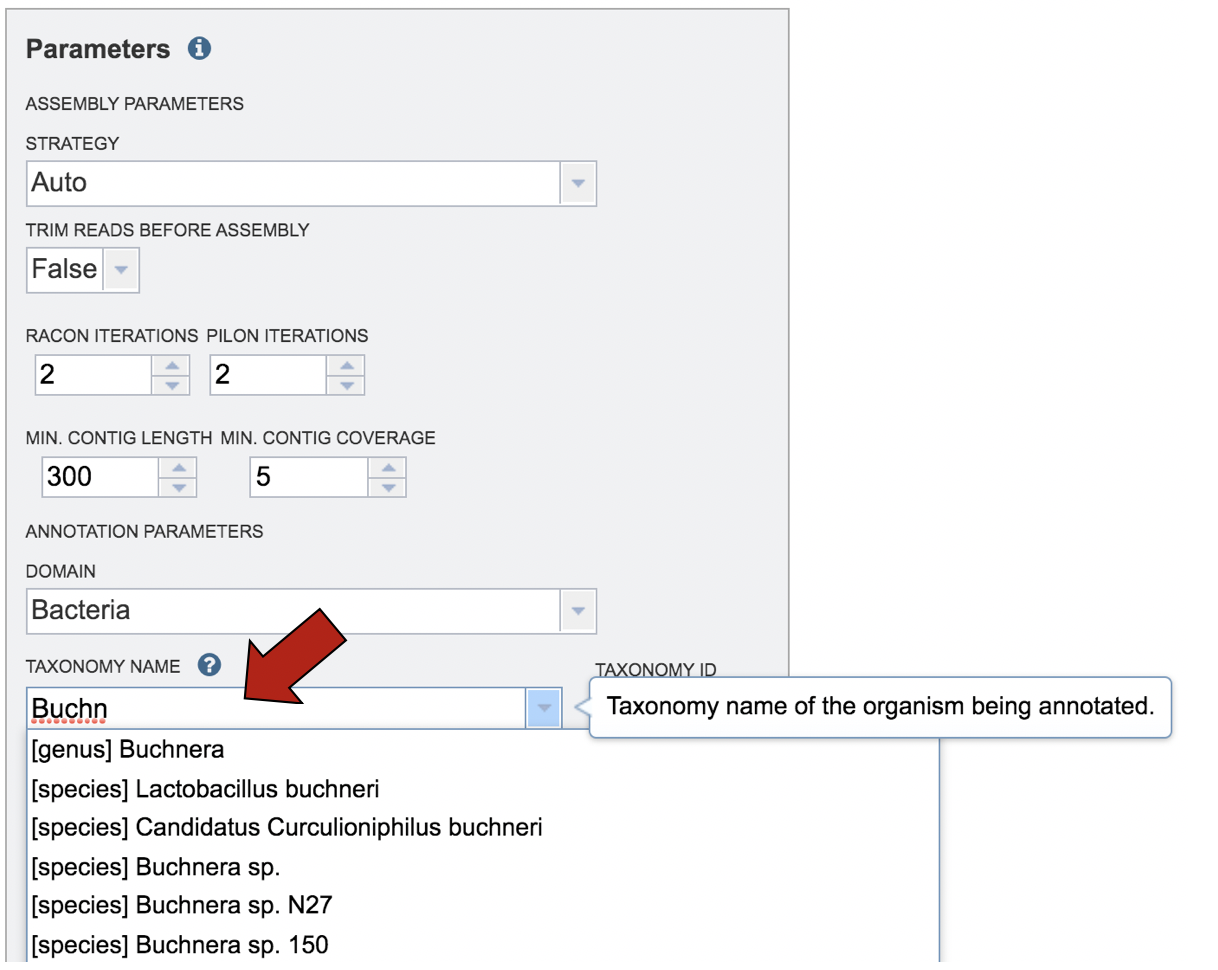 Parameters
ASSEMBLY PARAMETERS
STRATEGY
Auto
TRIM READS BEFORE ASSEMBLY
False
RACON ITERATIONS PILON ITERATIONS
2 2
MIN. CONTIG LENGTH MIN. CONTIG COVERAGE
300 5
ANNOTATION PARAMETERS
DOMAIN
Bacteria
TAXONOMY NAME ? TAXONOMY ID
Buchn
Taxonomy name of the organism being annotated.
[genus] Buchnera
[species] Lactobacillus buchneri
[species] Candidatus Curculioniphilus buchneri
[species] Buchnera sp.
[species] Buchnera sp. N27
[species] Buchnera sp. 150